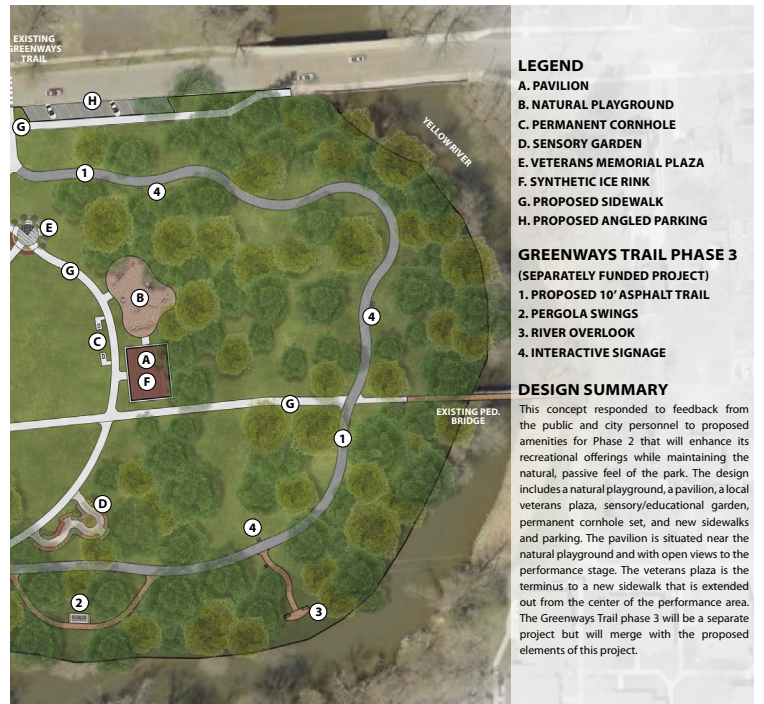 EXISTING
GREENWAYS
TRAIL
H
G
YELLOW RIVER
1
4
E
G
B
4
C
A
F
G
EXISTING PED.
BRIDGE
1
D
4
2
3
LEGEND
A. PAVILION
B. NATURAL PLAYGROUND
C. PERMANENT CORNHOLE
D. SENSORY GARDEN
E. VETERANS MEMORIAL PLAZA
F. SYNTHETIC ICE RINK
G. PROPOSED SIDEWALK
H. PROPOSED ANGLED PARKING
GREENWAYS TRAIL PHASE 3
(SEPARATELY FUNDED PROJECT)
1. PROPOSED 10' ASPHALT TRAIL
2. PERGOLA SWINGS
3. RIVER OVERLOOK
4. INTERACTIVE SIGNAGE
DESIGN SUMMARY
This concept responded to feedback from
the public and city personnel to proposed
amenities for Phase 2 that will enhance its
recreational offerings while maintaining the
natural, passive feel of the park. The design
includes a natural playground, a pavilion, a local
veterans plaza, sensory/educational garden,
permanent cornhole set, and new sidewalks
and parking. The pavilion is situated near the
natural playground and with open views to the
performance stage. The veterans plaza is the
terminus to a new sidewalk that is extended
out from the center of the performance area.
The Greenways Trail phase 3 will be a separate
project but will merge with the proposed
elements of this project.